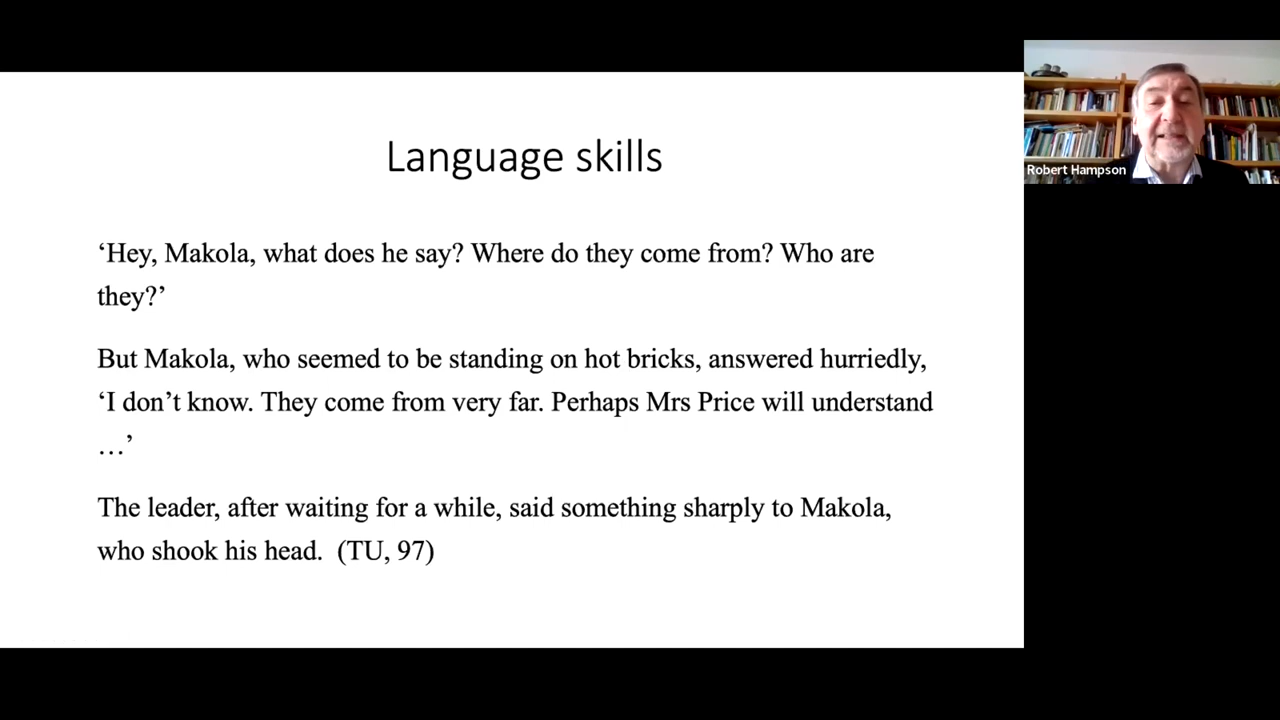 Language skills
‘Hey, Makola, what does he say? Where do they come from? Who are
they?’
But Makola, who seemed to be standing on hot bricks, answered hurriedly,
‘I don’t know. They come from very far. Perhaps Mrs Price will understand
…’
The leader, after waiting for a while, said something sharply to Makola,
who shook his head. (TU, 97)
Robert Hampson